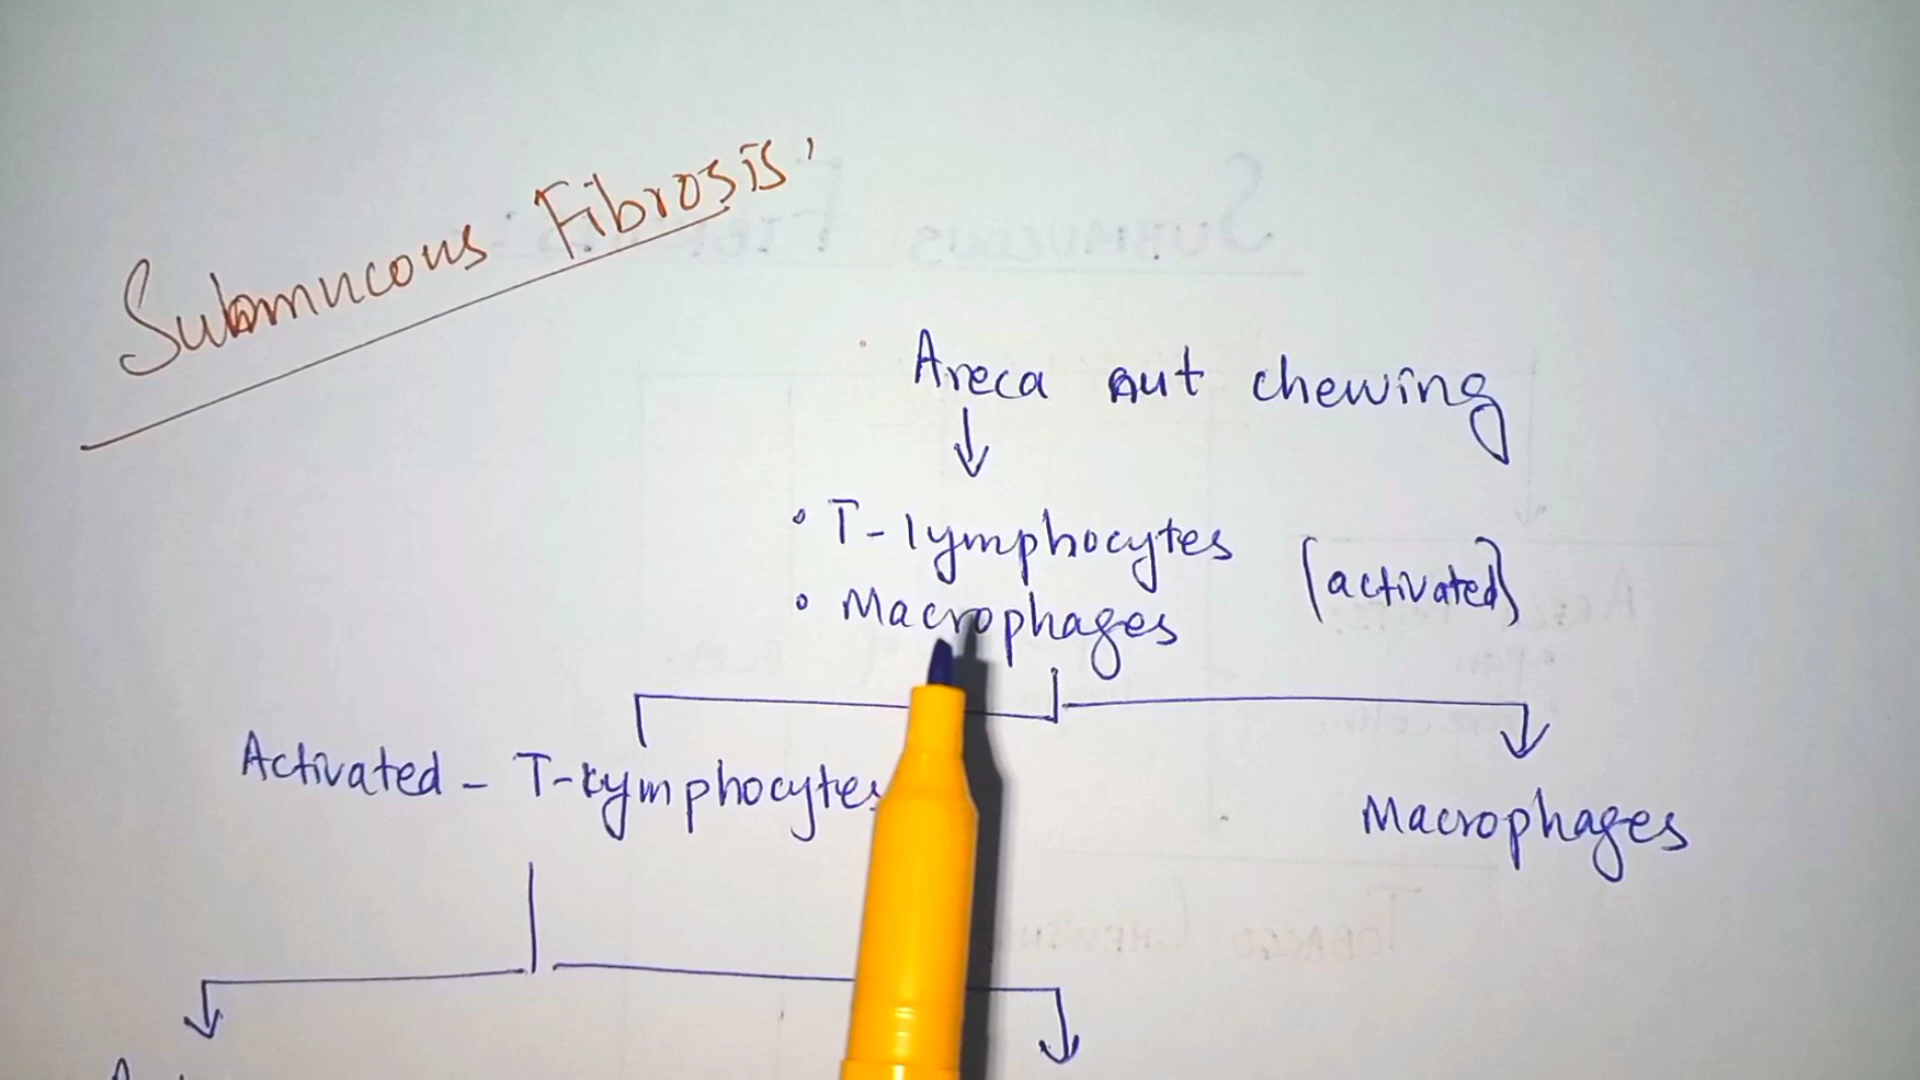 Submucous Fibrosis
Areca nut chewing
• T-lymphocytes
• Macrophages
(activated)
Activated - T-lymphocytes
Macrophages